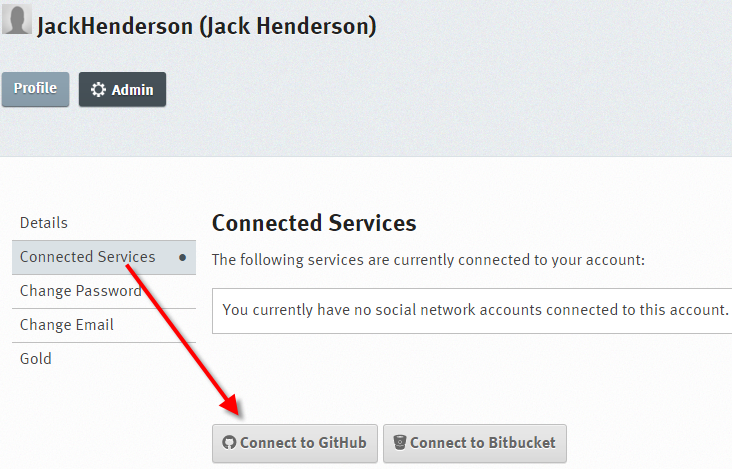 JackHenderson (Jack Henderson)
Profile
Admin
Details
Connected Services
Change Password
Change Email
Gold
Connected Services
The following services are currently connected to your account:
You currently have no social network accounts connected to this account.
Connect to GitHub
Connect to Bitbucket